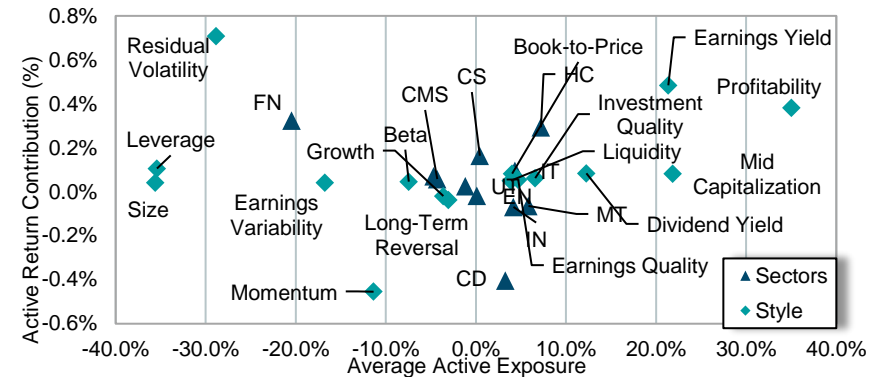 0.8%
0.6%
0.4%
0.2%
0.0%
-0.2%
-0.4%
-0.6%
Active Return Contribution (%)
Residual
Volatility
FN
Leverage
Size
Earnings
Variability
Momentum
Growth
Beta
CMS
CS
Long-Term
Reversal
CD
Book-to-Price
HC
Investment
Quality
Liquidity
IT
UT
EN
IN
MT
Earnings Quality
Dividend Yield
Mid
Capitalization
Earnings Yield
Profitability
Sectors
Style
-40.0%
-30.0%
-20.0%
-10.0%
0.0%
10.0%
20.0%
30.0%
40.0%
Average Active Exposure